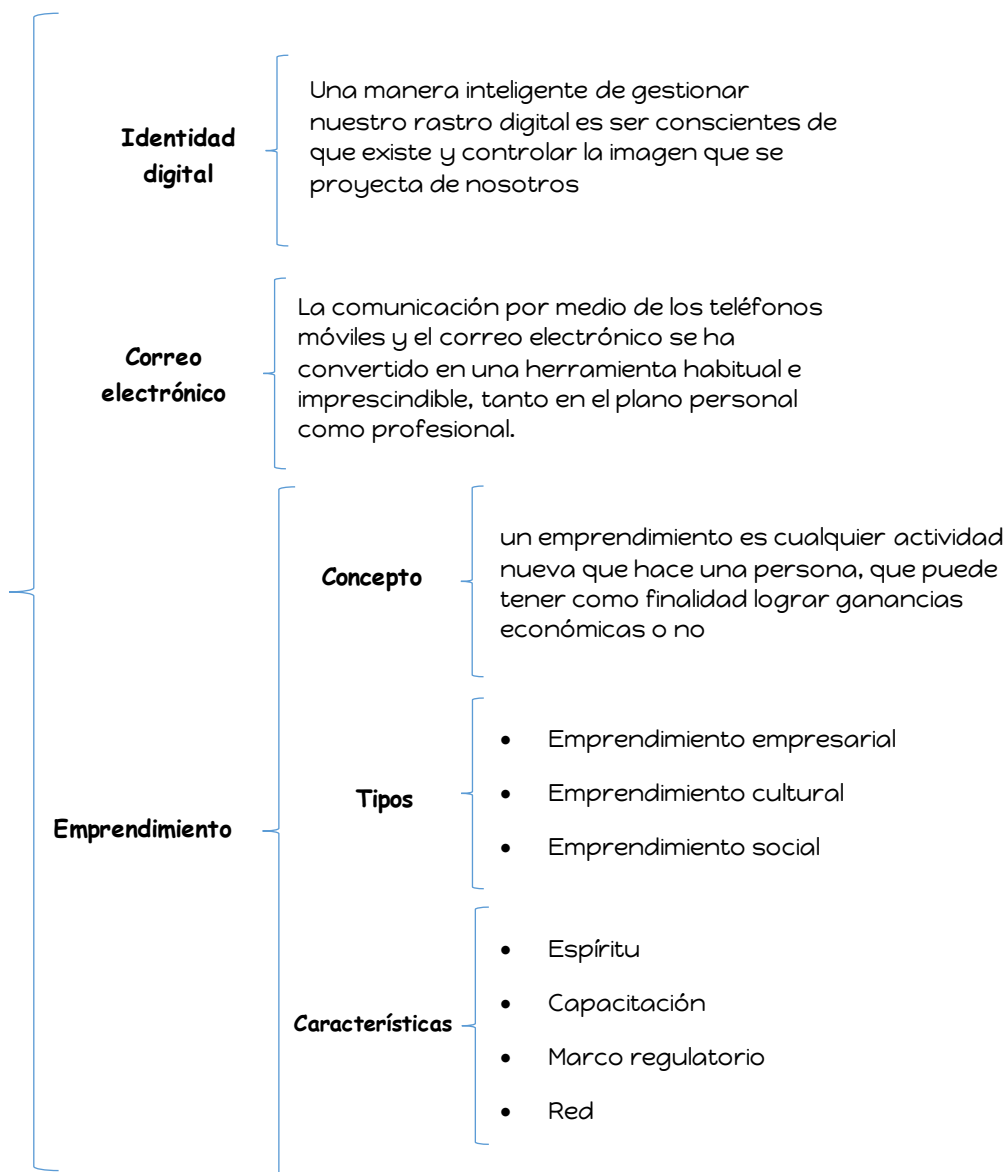 Identidad
digital
Una manera inteligente de gestionar
nuestro rastro digital es ser conscientes de
que existe y controlar la imagen que se
proyecta de nosotros
Correo
electrónico
La comunicación por medio de los teléfonos
móviles y el correo electrónico se ha
convertido en una herramienta habitual e
imprescindible, tanto en el plano personal
como profesional.
Emprendimiento
Concepto
un emprendimiento es cualquier actividad
nueva que hace una persona, que puede
tener como finalidad lograr ganancias
económicas o no
Tipos
• Emprendimiento empresarial
• Emprendimiento cultural
• Emprendimiento social
Características
• Espíritu
• Capacitación
• Marco regulatorio
• Red